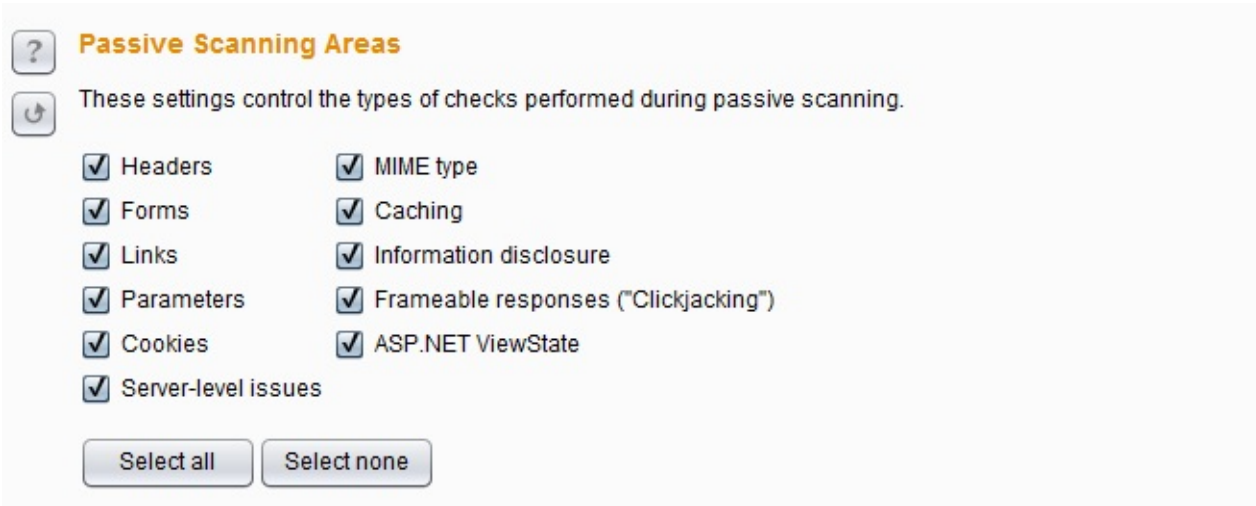 ?
Passive Scanning Areas
These settings control the types of checks performed during passive scanning.
Headers
MIME type
Forms
Caching
Links
Information disclosure
Parameters
Frameable responses ("Clickjacking")
Cookies
ASP.NET ViewState
Server-level issues
Select all
Select none